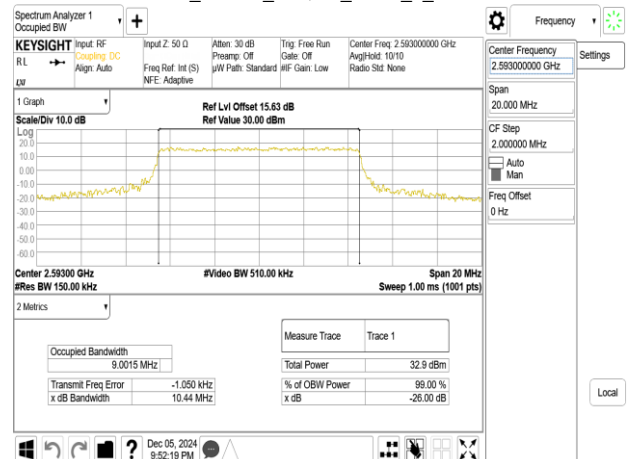 Spectrum Analyzer 1
Occupied BW
Frequency
KEYSIGHT
RL
Input: RF
Coupling: DC
Align: Auto
Input Z: 50 Ω
Freq Ref: Int (S)
NFE: Adaptive
Atten: 30 dB
Preamp: Off
µW Path: Standard
Trig: Free Run
Gate: Off
#IF Gain: Low
Center Freq: 2.593000000 GHz
Avg|Hold: 10/10
Radio Std: None
Center Frequency
2.593000000 GHz
Settings
Span
20.000 MHz
CF Step
2.000000 MHz
Auto
Man
Freq Offset
0 Hz
Local
1 Graph
Scale/Div 10.0 dB
Ref Lvl Offset 15.63 dB
Ref Value 30.00 dBm
Log
20.0
10.0
0.00
-10.0
-20.0
-30.0
-40.0
-50.0
-60.0
Center 2.59300 GHz
#Res BW 150.00 kHz
#Video BW 510.00 kHz
Span 20 MHz
Sweep 1.00 ms (1001 pts)
2 Metrics
Occupied Bandwidth
9.0015 MHz
Transmit Freq Error -1.050 kHz
x dB Bandwidth 10.44 MHz
Measure Trace Trace 1
Total Power 32.9 dBm
% of OBW Power 99.00 %
x dB -26.00 dB
?
Dec 05, 2024
9:52:19 PM